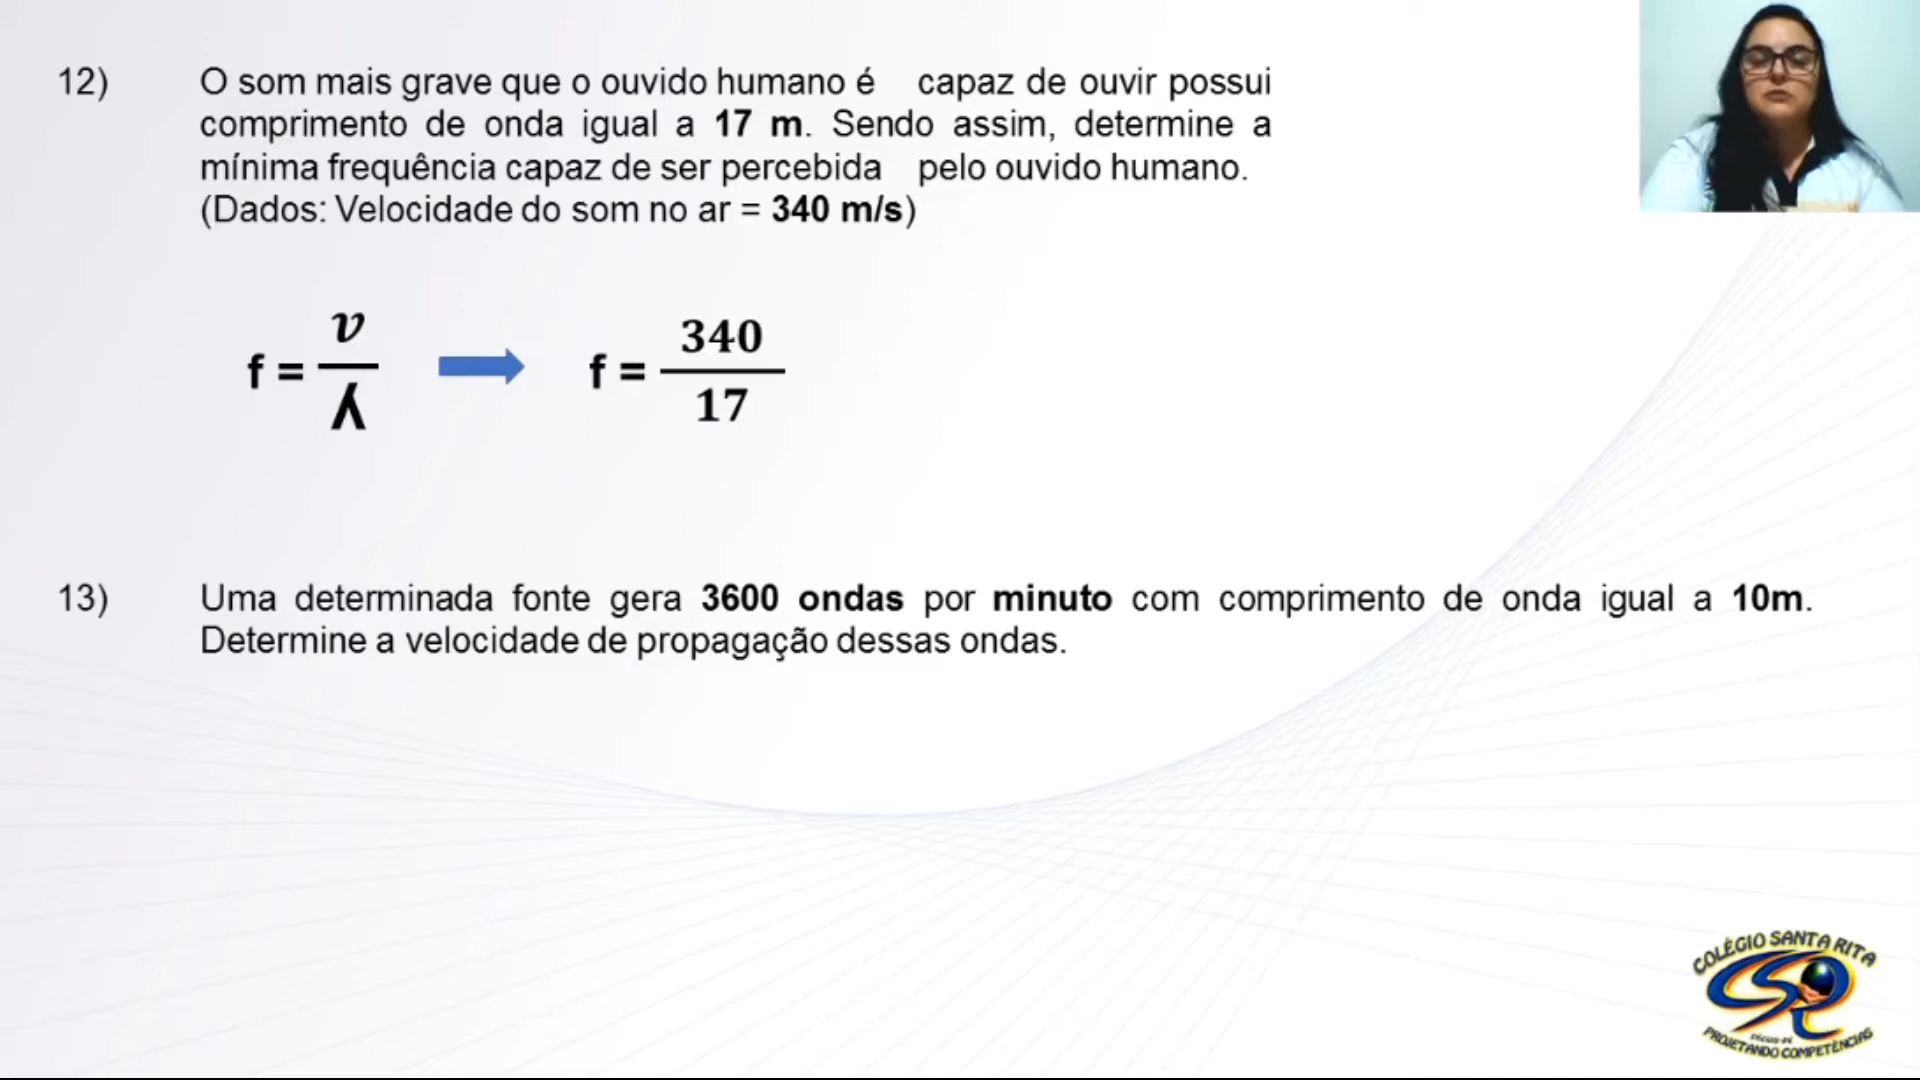 12) O som mais grave que o ouvido humano é capaz de ouvir possui
comprimento de onda igual a 17 m. Sendo assim, determine a
mínima frequência capaz de ser percebida pelo ouvido humano.
(Dados: Velocidade do som no ar = 340 m/s)
f = v/λ f = 340/17
13) Uma determinada fonte gera 3600 ondas por minuto com comprimento de onda igual a 10m.
Determine a velocidade de propagação dessas ondas.
COLÉGIO SANTA RITA
PROJETANDO COMPETÊNCIAS